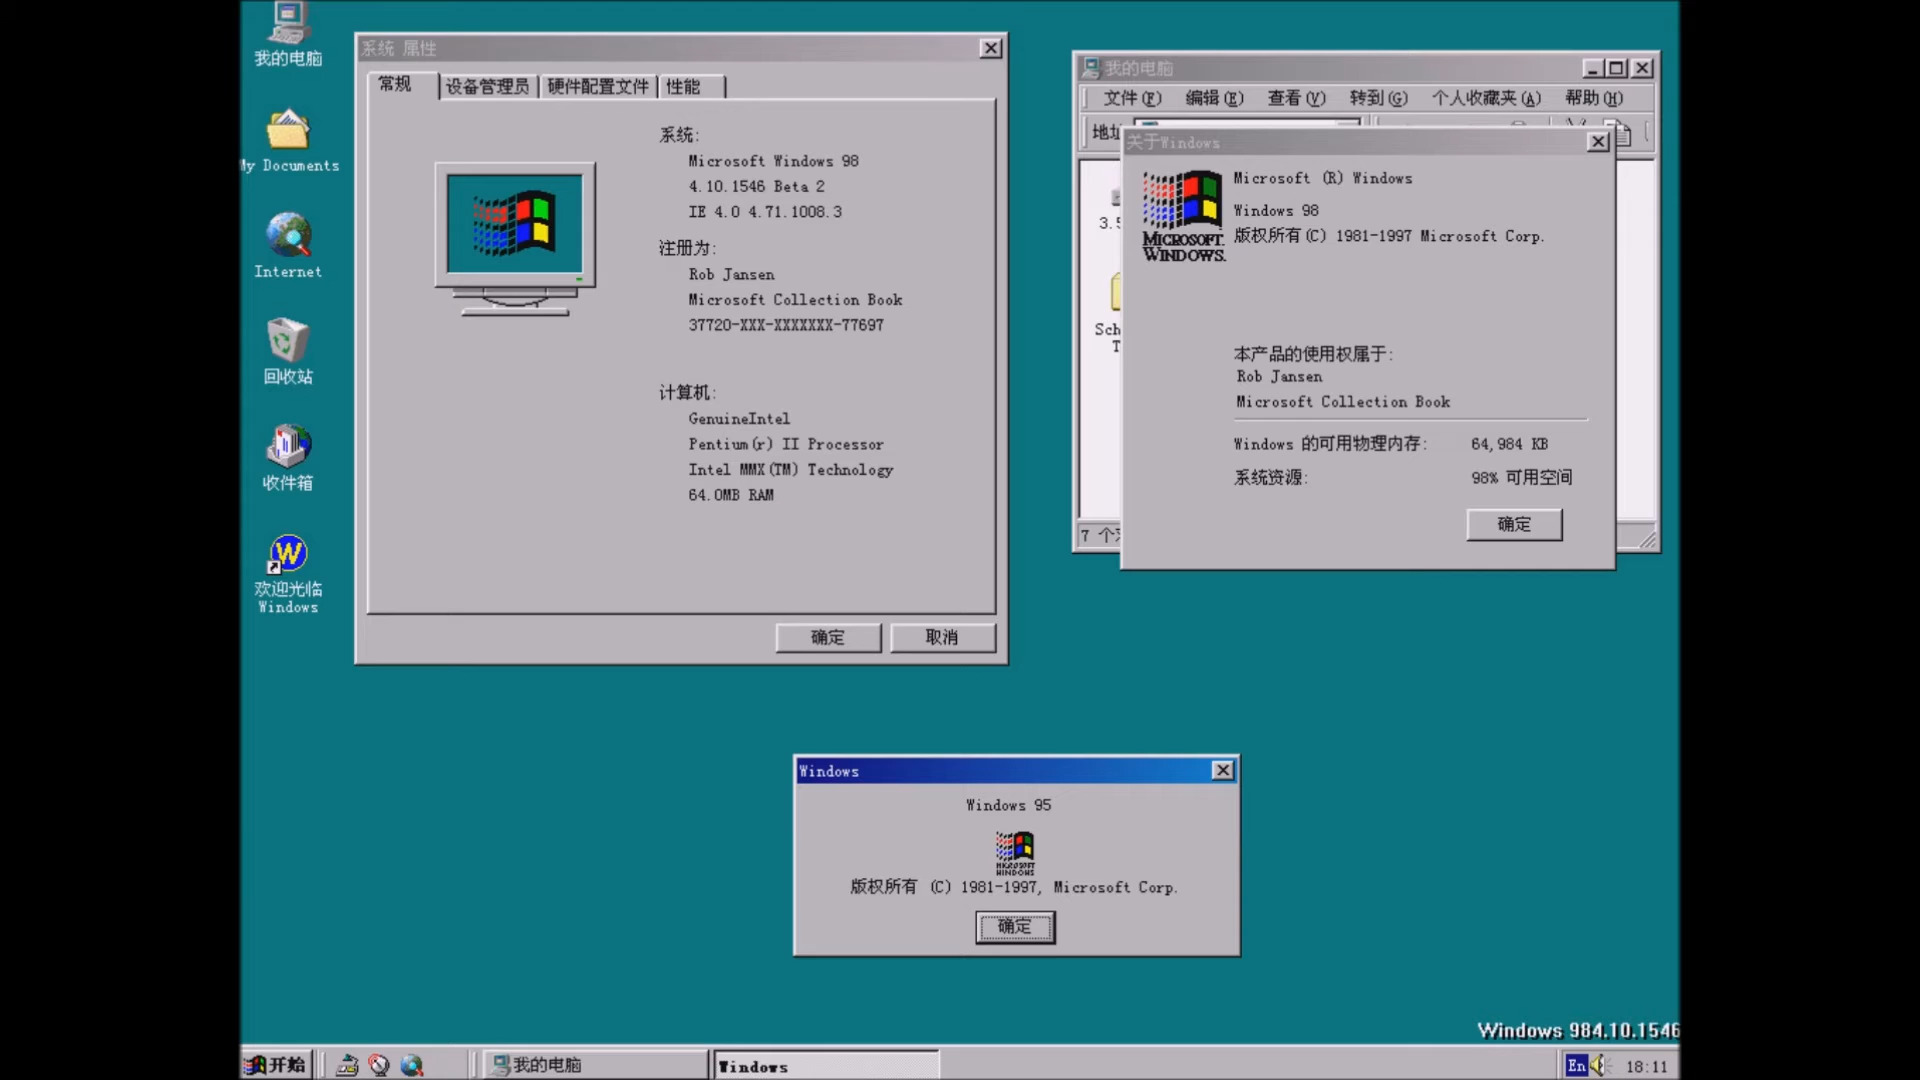 我的电脑
My Documents
Internet
回收站
收件箱
欢迎光临
Windows
系统 属性
常规
设备管理员
硬件配置文件
性能
系统:
Microsoft Windows 98
4.10.1546 Beta 2
IE 4.0 4.71.1008.3
注册为:
Rob Jansen
Microsoft Collection Book
37720-XXX-XXXXXXX-77697
计算机:
GenuineIntel
Pentium(r) II Processor
Intel MMX(TM) Technology
64.0MB RAM
确定
取消
我的电脑
文件(F) 编辑(E) 查看(V) 转到(G) 个人收藏夹(A) 帮助(H)
地址
3.5
Sch
T
7 个
关于Windows
MICROSOFT.
WINDOWS.
Microsoft (R) Windows
Windows 98
版权所有(C) 1981-1997 Microsoft Corp.
本产品的使用权属于:
Rob Jansen
Microsoft Collection Book
Windows 的可用物理内存: 64,984 KB
系统资源: 98% 可用空间
确定
Windows
Windows 95
MICROSOFT
WINDOWS
版权所有 (C) 1981-1997, Microsoft Corp.
确定
Windows 984.10.1546
开始
我的电脑
Windows
En
18:11